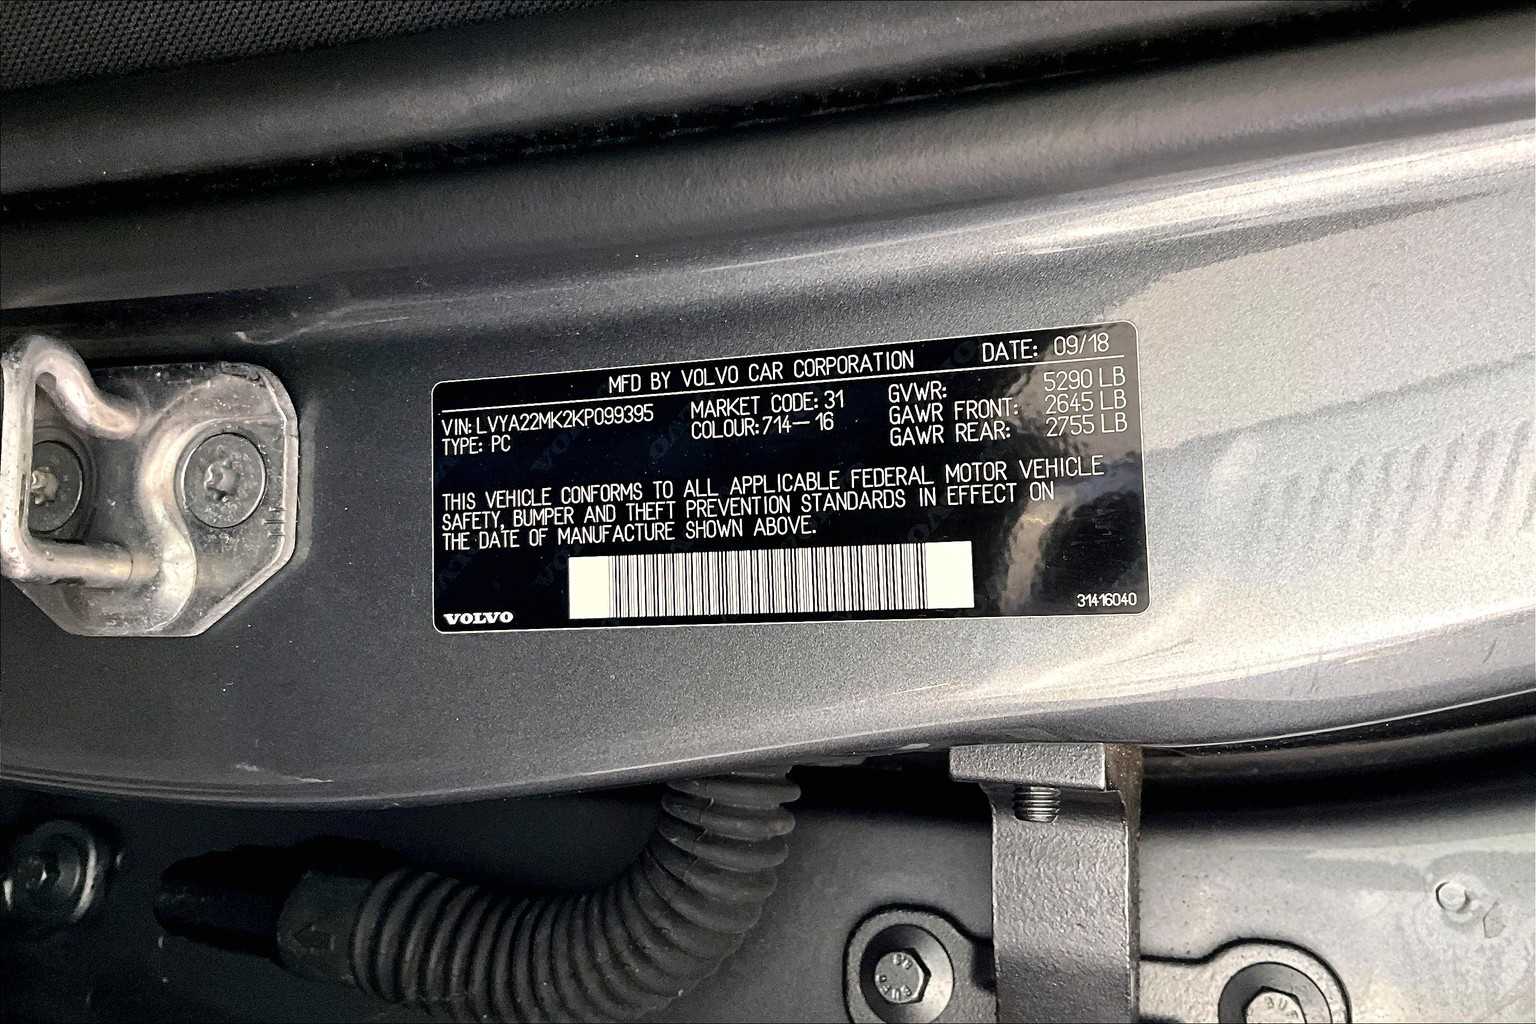 MFD BY VOLVO CAR CORPORATION DATE: 09/18
VIN: LVYA22MK2KP099395 MARKET CODE: 31 GVWR: 5290 LB
TYPE: PC COLOUR: 714-16 GAWR FRONT: 2645 LB
GAWR REAR: 2755 LB
THIS VEHICLE CONFORMS TO ALL APPLICABLE FEDERAL MOTOR VEHICLE
SAFETY, BUMPER AND THEFT PREVENTION STANDARDS IN EFFECT ON
THE DATE OF MANUFACTURE SHOWN ABOVE.
VOLVO
31416040